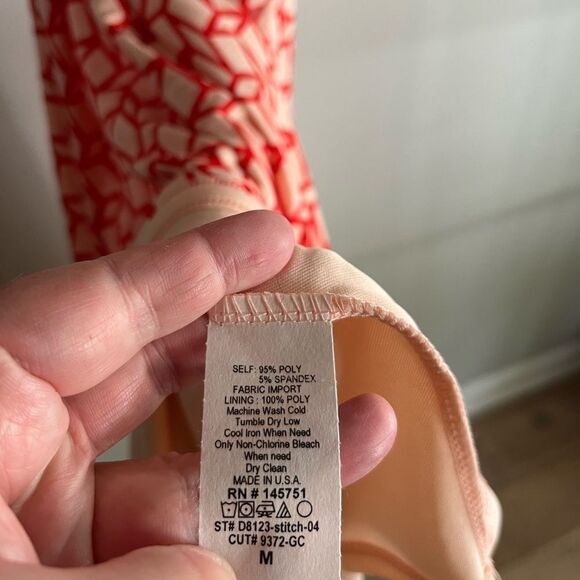 SELF: 95% POLY
5% SPANDEX
FABRIC IMPORT
LINING : 100% POLY
Machine Wash Cold
Tumble Dry Low
Cool Iron When Need
Only Non-Chlorine Bleach
When need
Dry Clean
MADE IN U.S.A.
RN # 145751
ST# D8123-stitch-04
CUT# 9372-GC
M